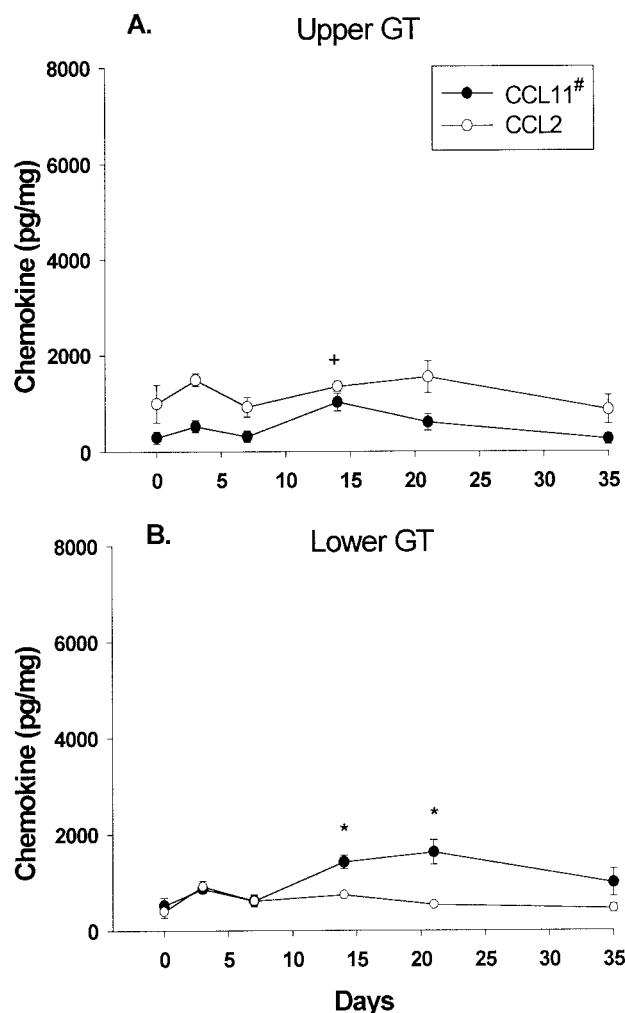 A.
Upper GT
CCL11#
CCL2
8000
6000
4000
2000
0
Chemokine (pg/mg)
+
0 5 10 15 20 25 30 35
B.
Lower GT
8000
6000
4000
2000
0
Chemokine (pg/mg)
* *
0 5 10 15 20 25 30 35
Days